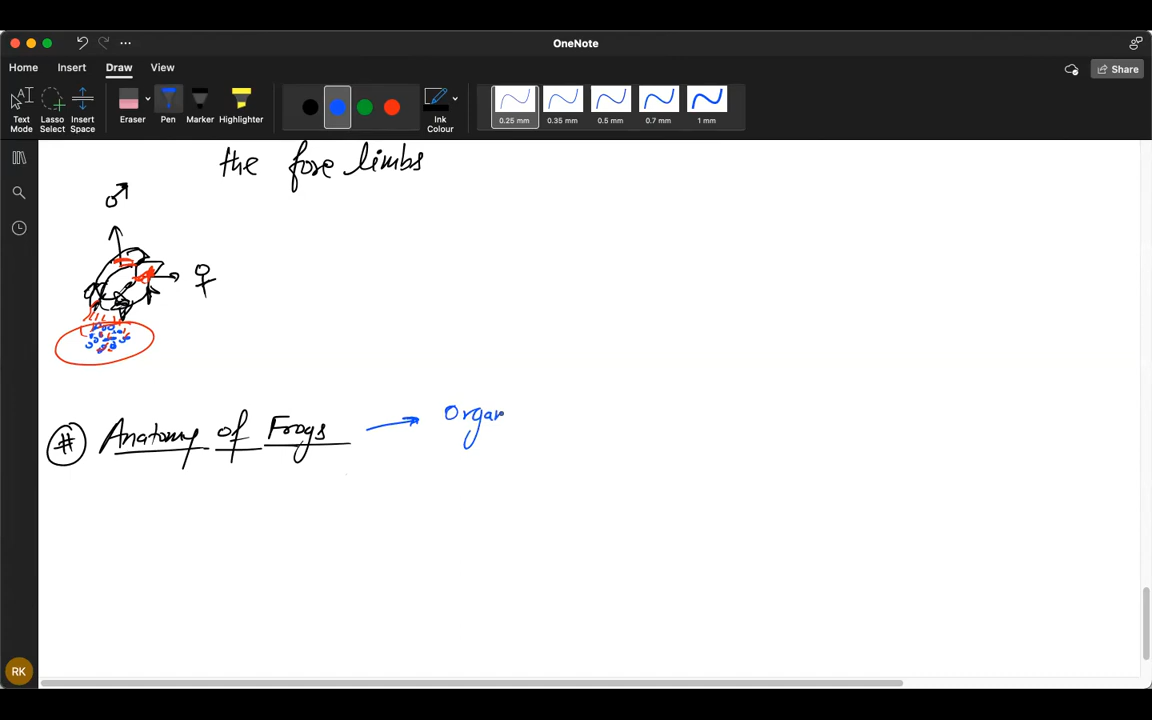 OneNote
Home Insert Draw View
Share
Text Mode
Lasso Select
Insert Space
Eraser
Pen
Marker
Highlighter
Ink Colour
0.25 mm
0.35 mm
0.5 mm
0.7 mm
1 mm
the fore limbs
♂
♀
# Anatomy of Frogs → Organ
RK